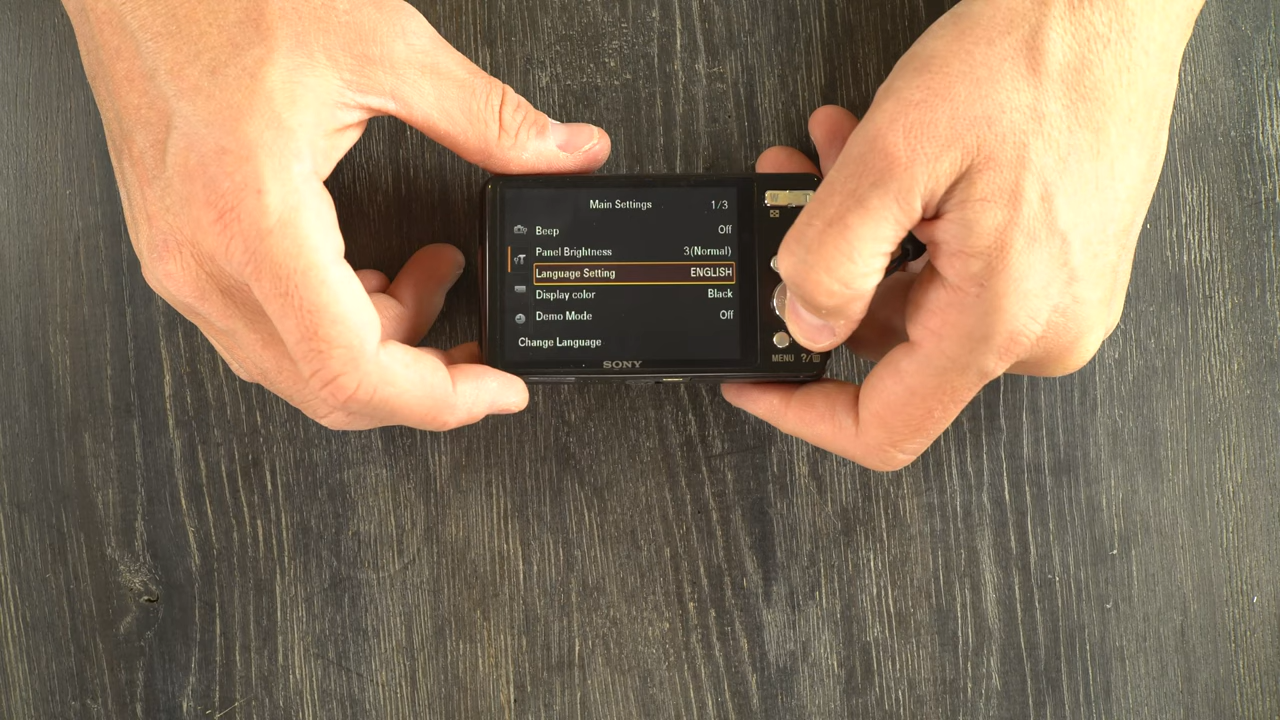 Main Settings 1/3
Beep Off
Panel Brightness 3(Normal)
Language Setting ENGLISH
Display color Black
Demo Mode Off
Change Language
SONY
W T
MENU ?/